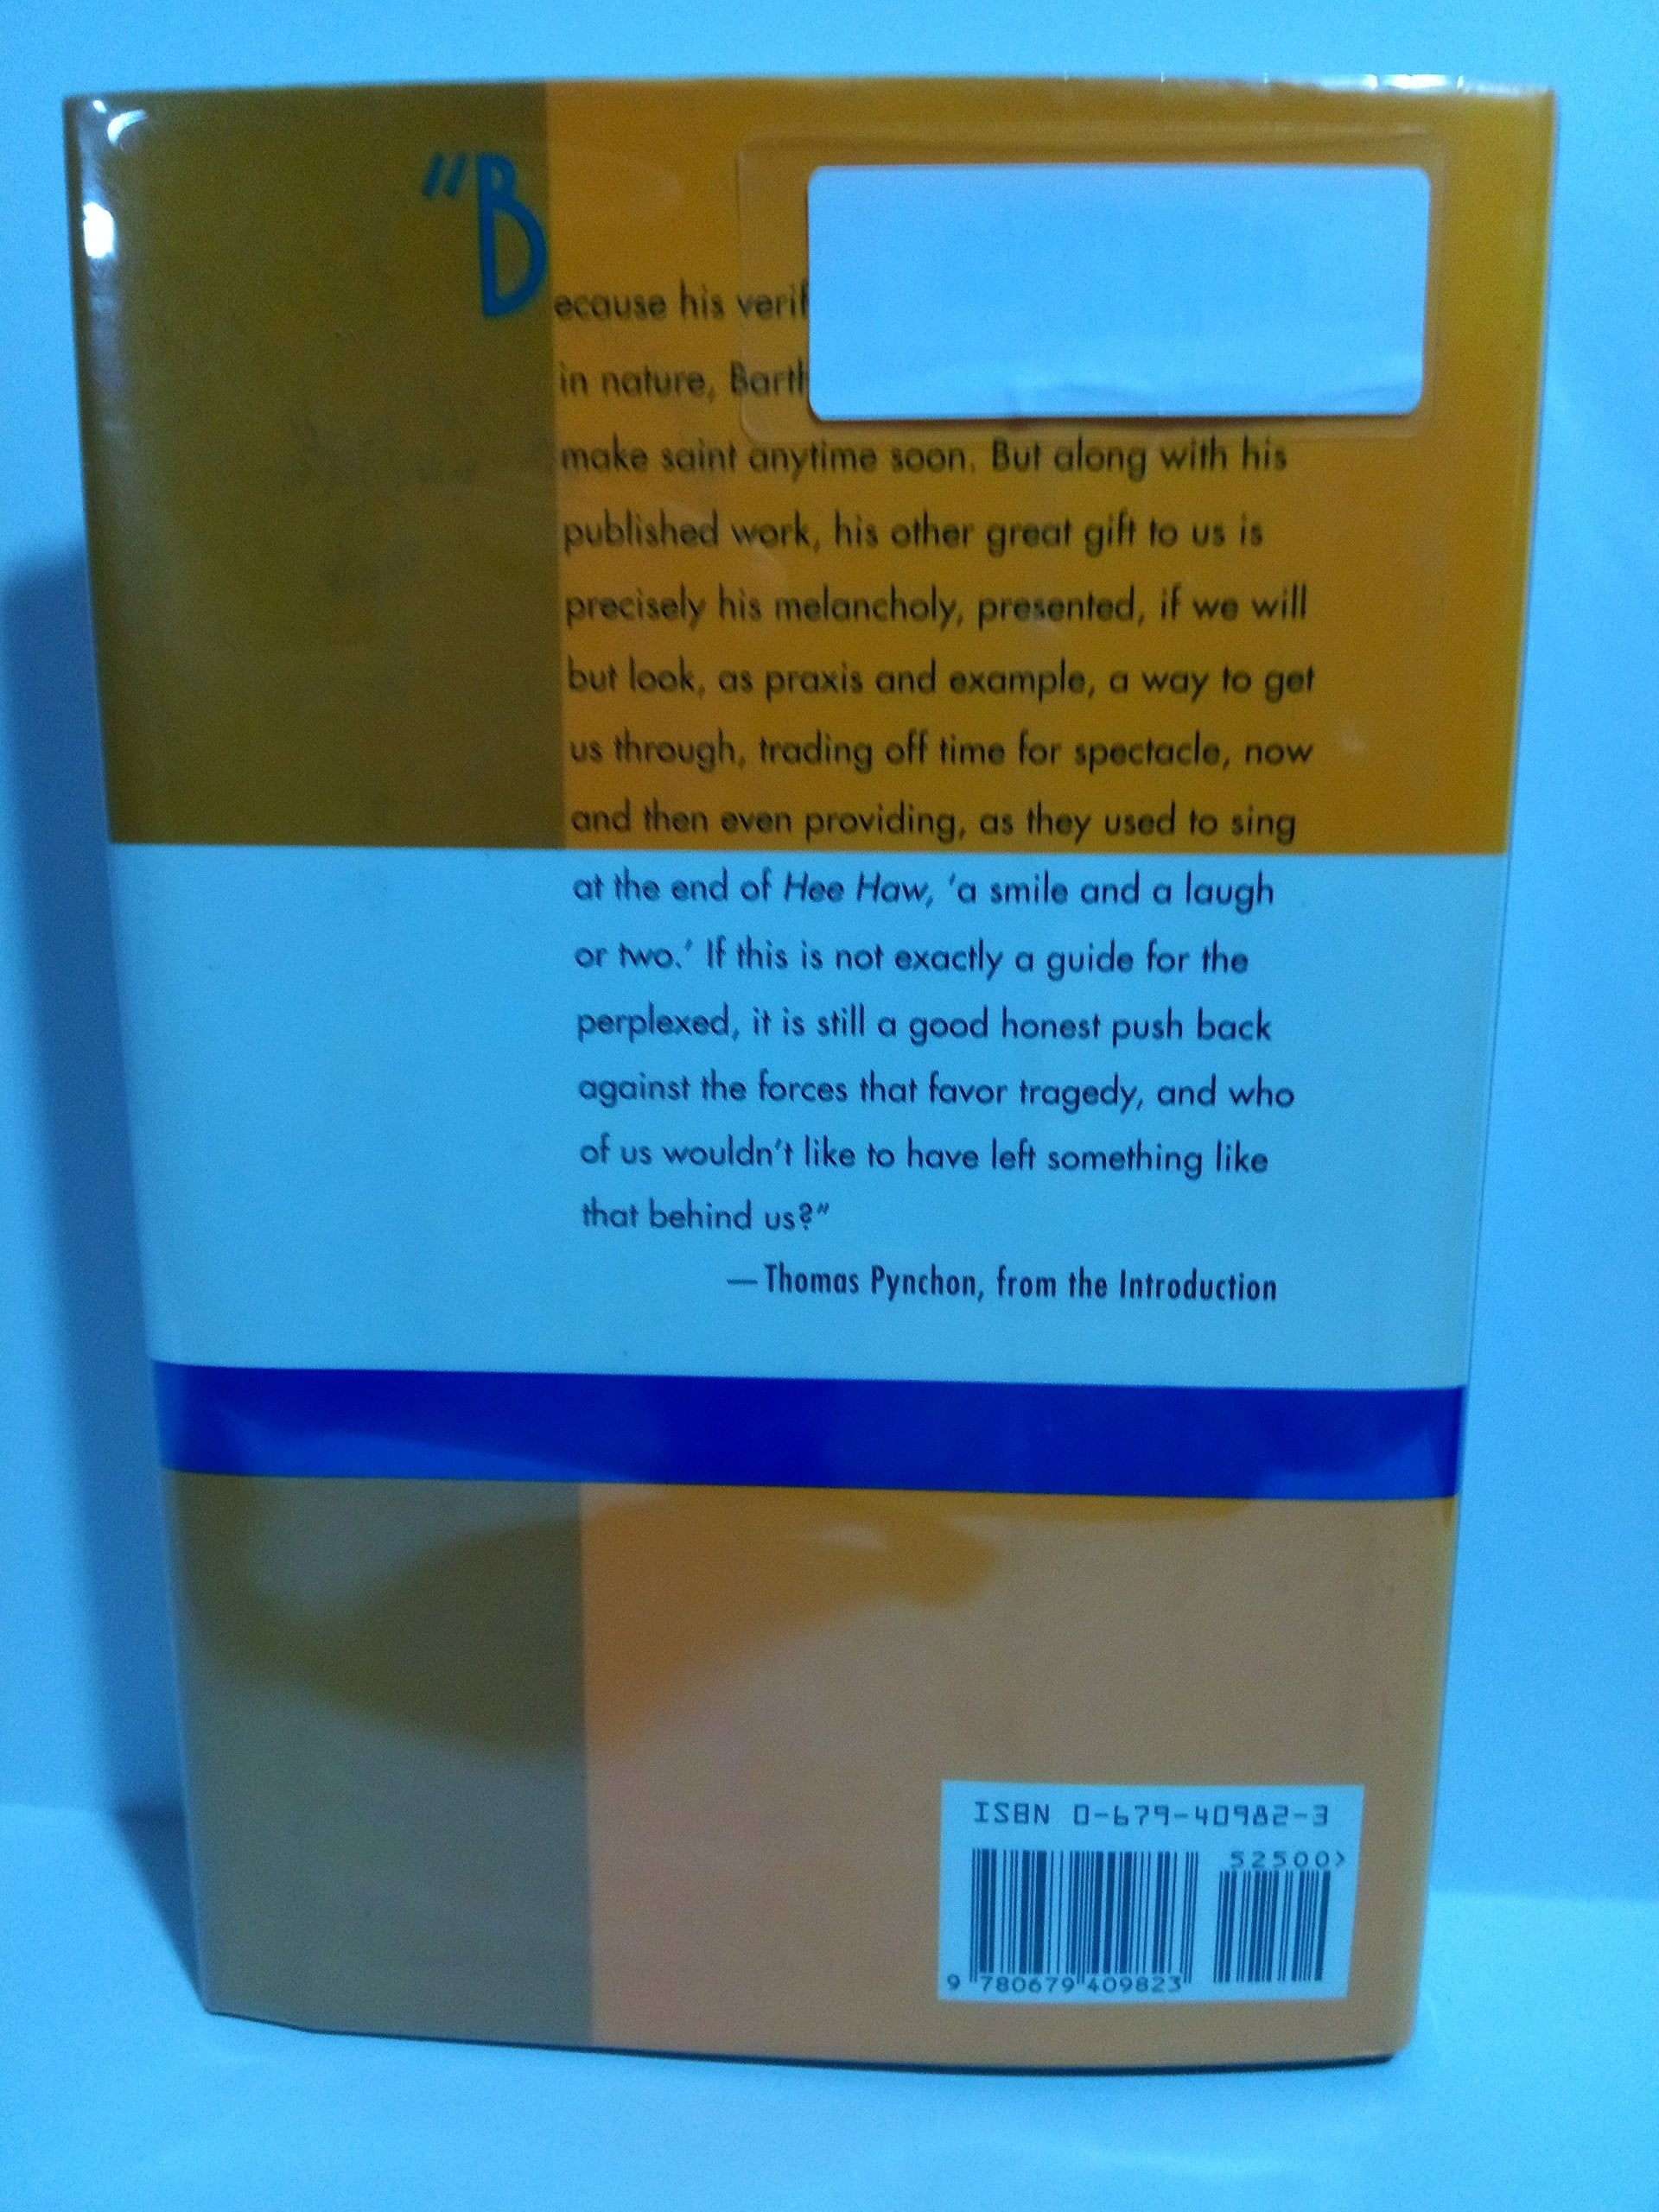 "Because his
in nature,
make saint anytime soon. But along with his
published work, his other great gift to us is
precisely his melancholy, presented, if we will
but look, as praxis and example, a way to get
us through, trading off time for spectacle, now
and then even providing, as they used to sing
at the end of Hee Haw, 'a smile and a laugh
or two.' If this is not exactly a guide for the
perplexed, it is still a good honest push back
against the forces that favor tragedy, and who
of us wouldn't like to have left something like
that behind us?"
—Thomas Pynchon, from the Introduction
ISBN 0-679-40982-3
52500>
9 780679 409823